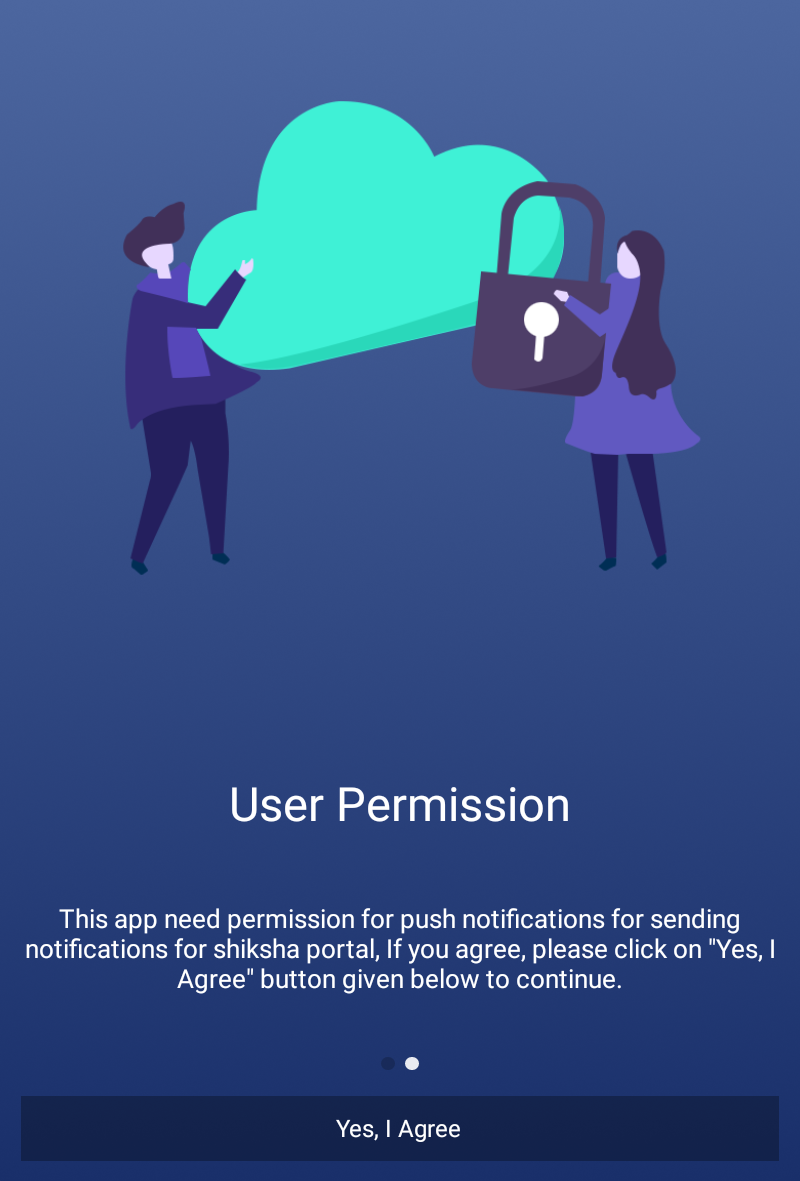 User Permission
This app need permission for push notifications for sending
notifications for shiksha portal, If you agree, please click on "Yes, I
Agree" button given below to continue.
Yes, I Agree